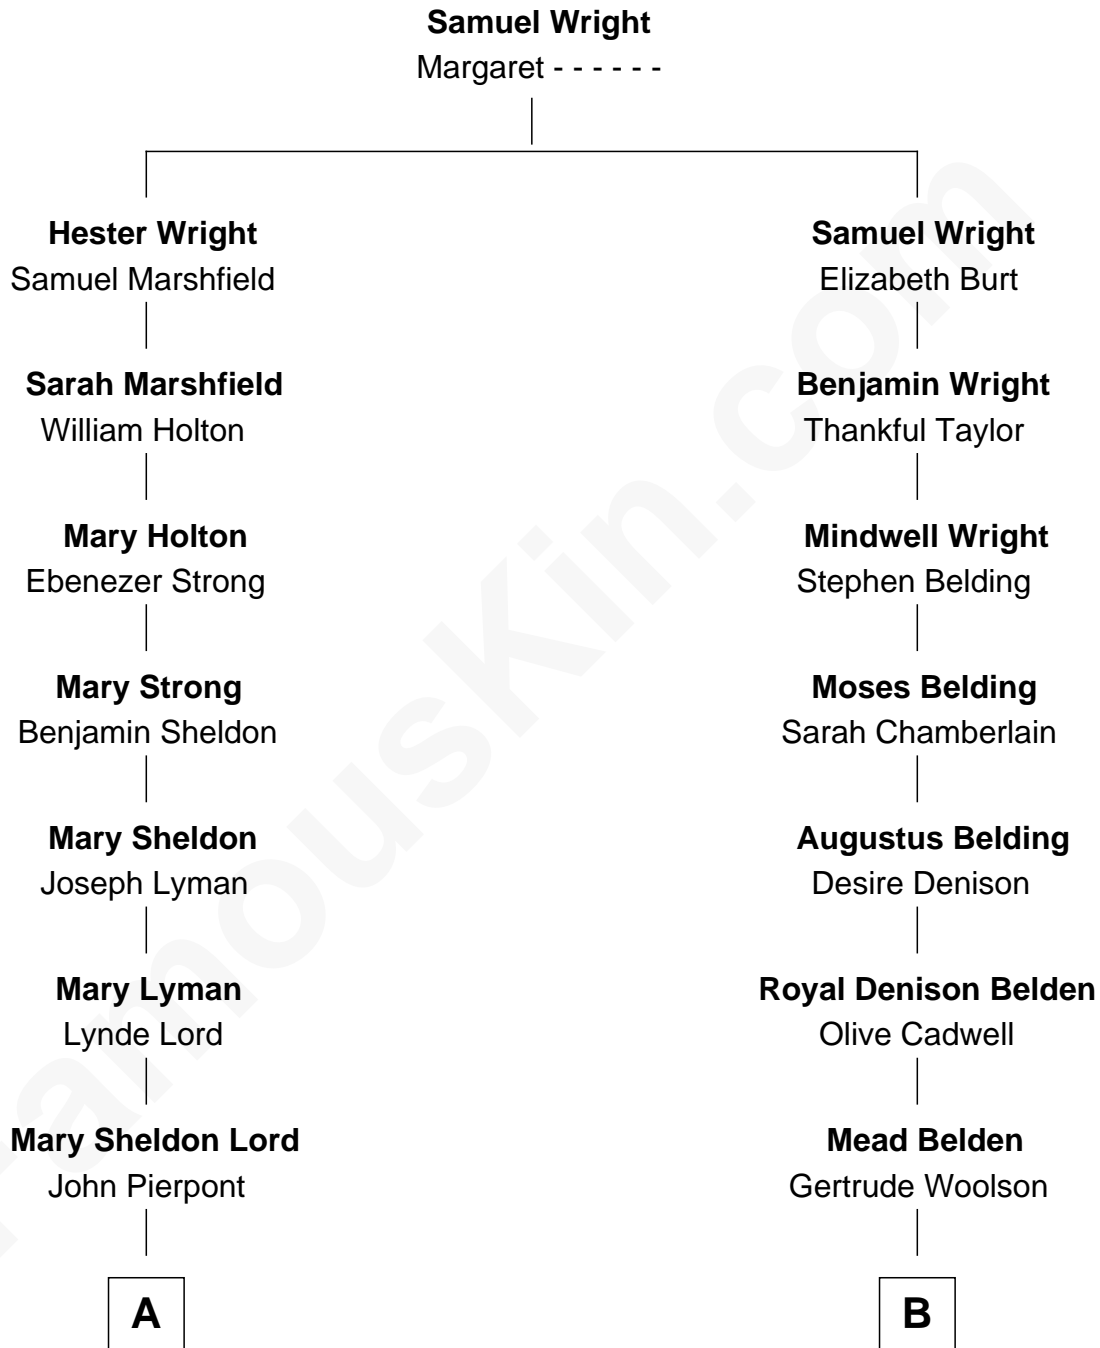 Samuel Wright
Margaret - - - - - -
Hester Wright
Samuel Marshfield
Samuel Wright
Elizabeth Burt
Sarah Marshfield
William Holton
Benjamin Wright
Thankful Taylor
Mary Holton
Ebenezer Strong
Mindwell Wright
Stephen Belding
Mary Strong
Benjamin Sheldon
Moses Belding
Sarah Chamberlain
Mary Sheldon
Joseph Lyman
Augustus Belding
Desire Denison
Mary Lyman
Lynde Lord
Royal Denison Belden
Olive Cadwell
Mary Sheldon Lord
John Pierpont
Mead Belden
Gertrude Woolson
A
B
FamousKin.com